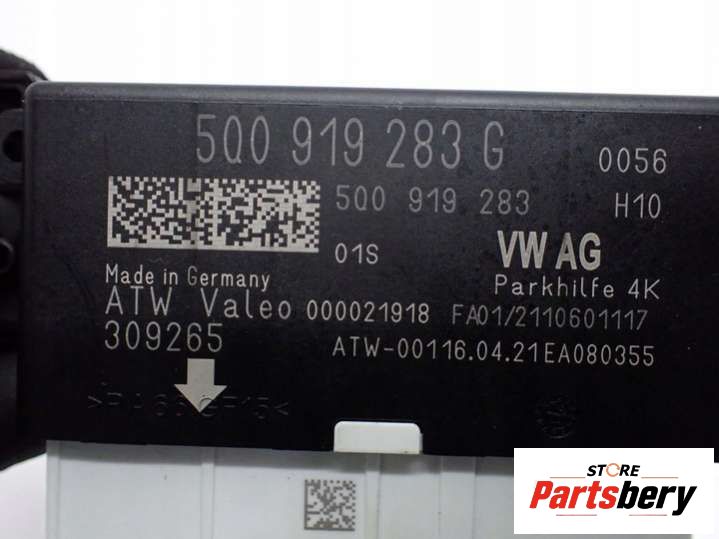 5Q0 919 283 G 0056
5Q0 919 283 H10
01S VW AG
Made in Germany Parkhilfe 4K
ATW Valeo 000021918 FA01/2110601117
309265 ATW-00116.04.21EA080355
STORE
Partsbery